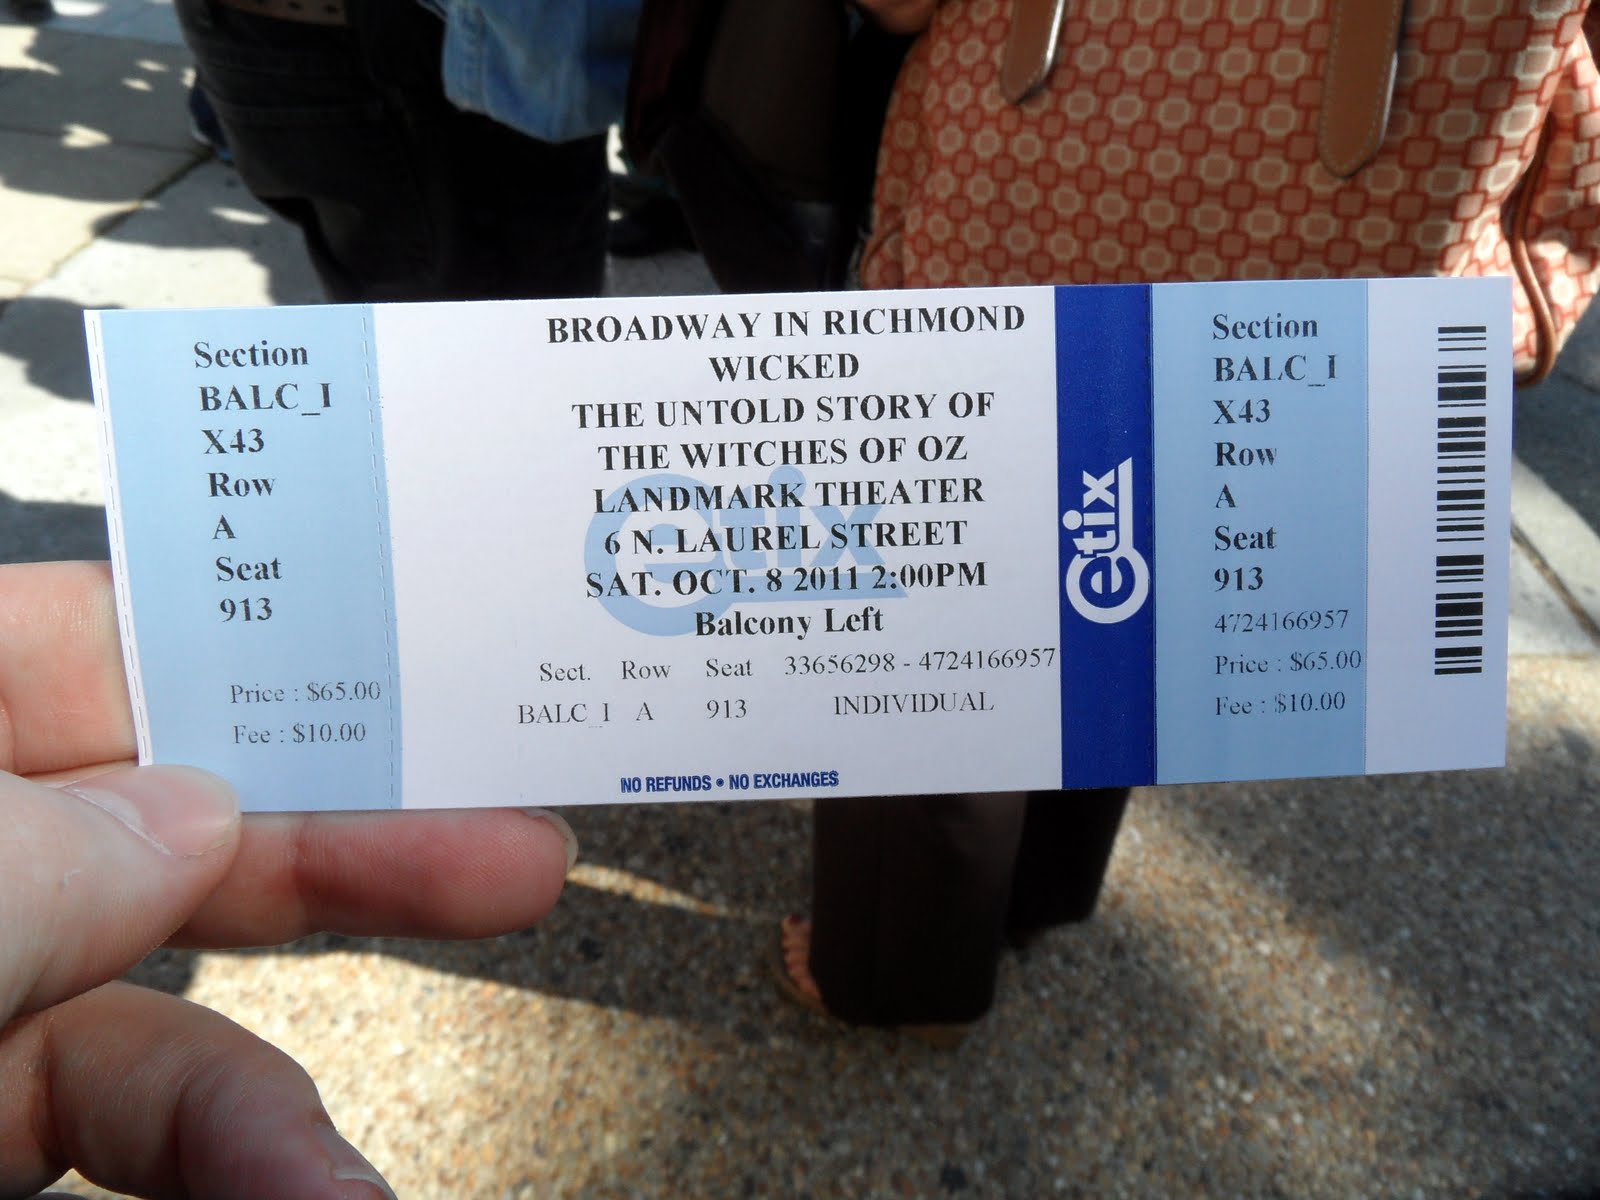 Section
BALC_I
X43
Row
A
Seat
913
Price : $65.00
Fee : $10.00
BROADWAY IN RICHMOND
WICKED
THE UNTOLD STORY OF
THE WITCHES OF OZ
LANDMARK THEATER
6 N. LAUREL STREET
SAT. OCT. 8 2011 2:00PM
Balcony Left
Sect. Row Seat 33656298 - 4724166957
BALC_I A 913 INDIVIDUAL
NO REFUNDS • NO EXCHANGES
etix
etix
Section
BALC_I
X43
Row
A
Seat
913
4724166957
Price : $65.00
Fee : $10.00